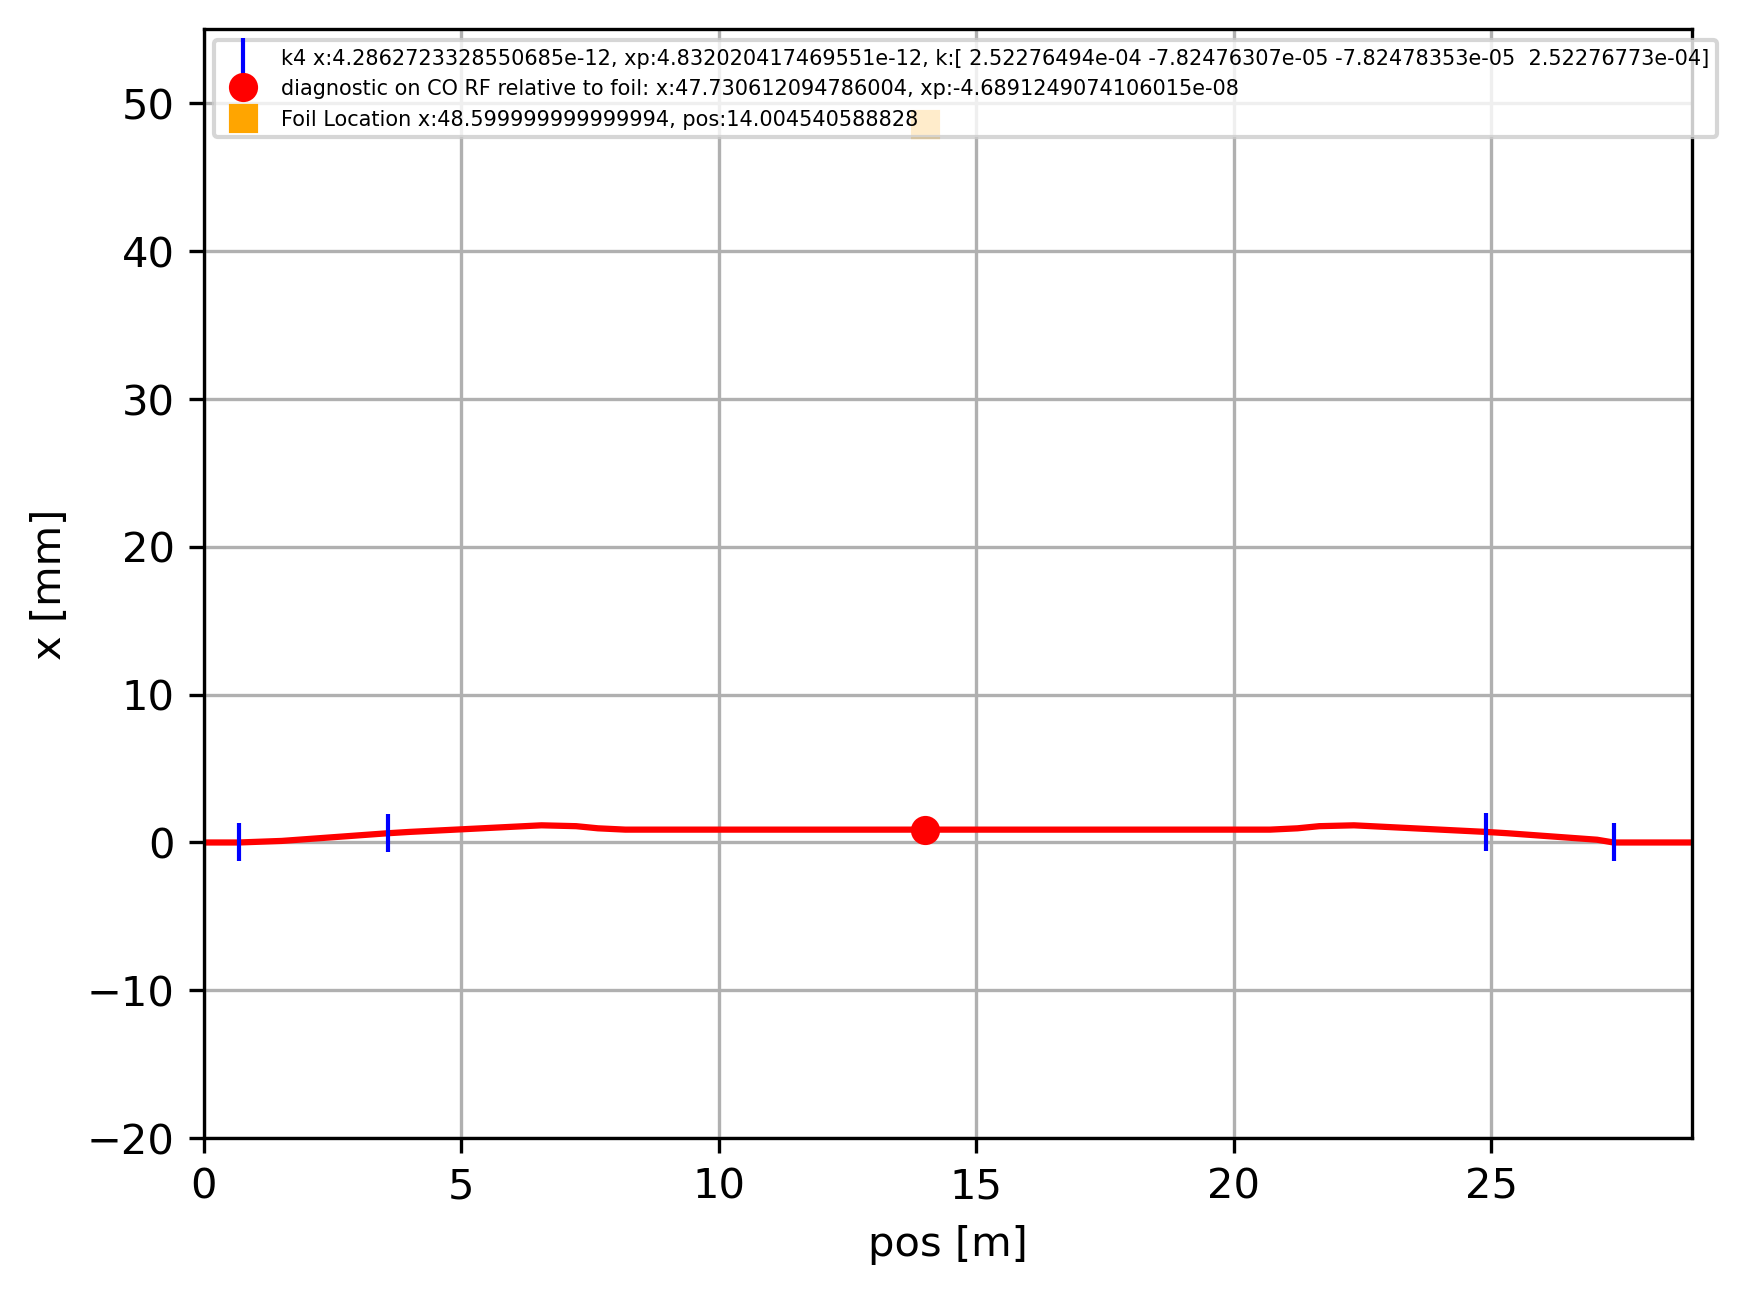 k4 x:4.2862723328550685e-12, xp:4.832020417469551e-12, k:[ 2.52276494e-04 -7.82476307e-05 -7.82478353e-05  2.52276773e-04]
diagnostic on CO RF relative to foil: x:47.730612094786004, xp:-4.6891249074106015e-08
Foil Location x:48.599999999999994, pos:14.004540588828
50
40
30
20
10
0
−10
−20
x [mm]
0 5 10 15 20 25
pos [m]